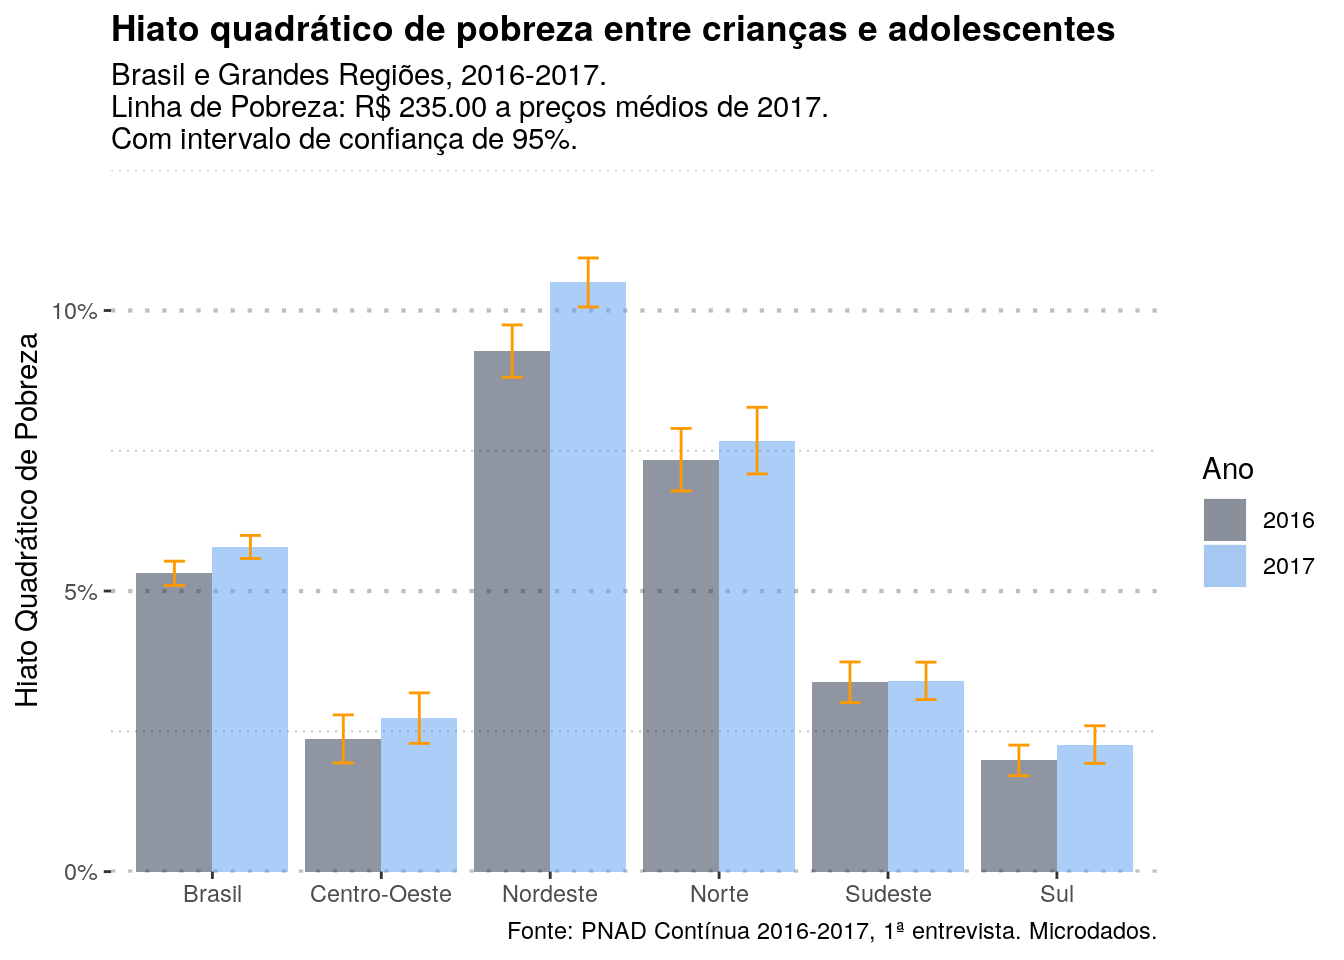 Hiato quadrático de pobreza entre crianças e adolescentes
Brasil e Grandes Regiões, 2016-2017.
Linha de Pobreza: R$ 235.00 a preços médios de 2017.
Com intervalo de confiança de 95%.
Hiato Quadrático de Pobreza
10%
5%
0%
Brasil
Centro-Oeste
Nordeste
Norte
Sudeste
Sul
Ano
2016
2017
Fonte: PNAD Contínua 2016-2017, 1ª entrevista. Microdados.